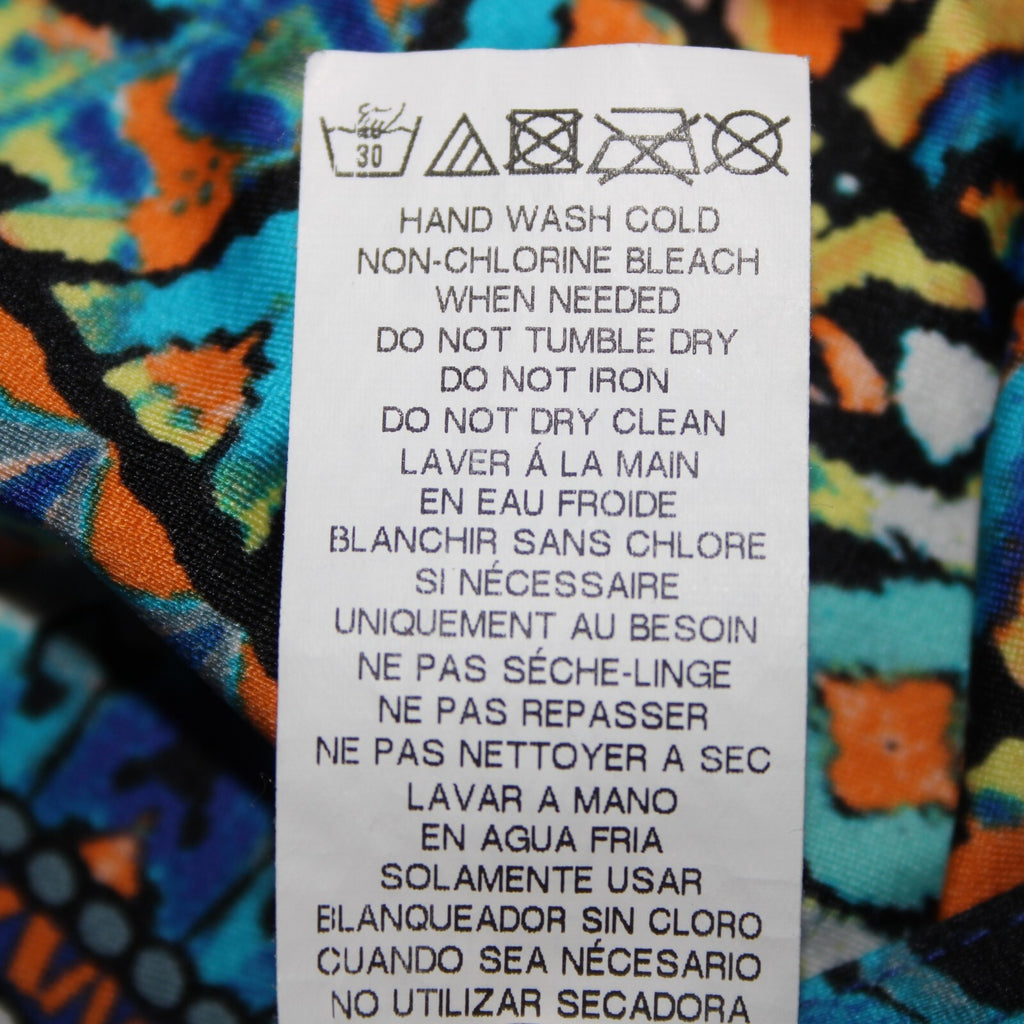 30
HAND WASH COLD
NON-CHLORINE BLEACH
WHEN NEEDED
DO NOT TUMBLE DRY
DO NOT IRON
DO NOT DRY CLEAN
LAVER Á LA MAIN
EN EAU FROIDE
BLANCHIR SANS CHLORE
SI NÉCESSAIRE
UNIQUEMENT AU BESOIN
NE PAS SÉCHE-LINGE
NE PAS REPASSER
NE PAS NETTOYER A SEC
LAVAR A MANO
EN AGUA FRIA
SOLAMENTE USAR
BLANQUEADOR SIN CLORO
CUANDO SEA NÉCESARIO
NO UTILIZAR SECADORA